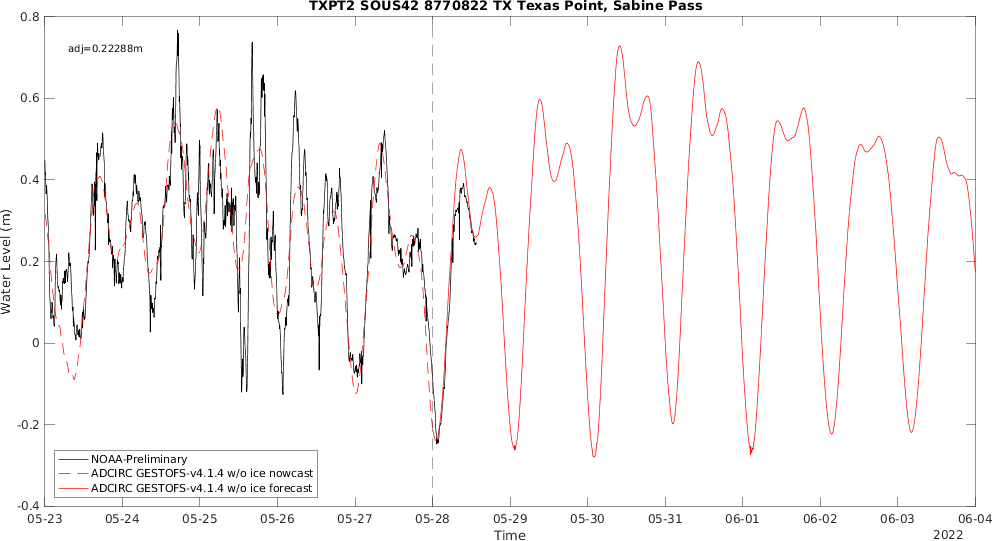 TXPT2 SOUS42 8770822 TX Texas Point, Sabine Pass
adj=0.22288m
0.8
0.6
0.4
0.2
0
-0.2
-0.4
Water Level (m)
NOAA-Preliminary
ADCIRC GESTOFS-v4.1.4 w/o ice nowcast
ADCIRC GESTOFS-v4.1.4 w/o ice forecast
05-23 05-24 05-25 05-26 05-27 05-28 05-29 05-30 05-31 06-01 06-02 06-03 06-04
Time
2022